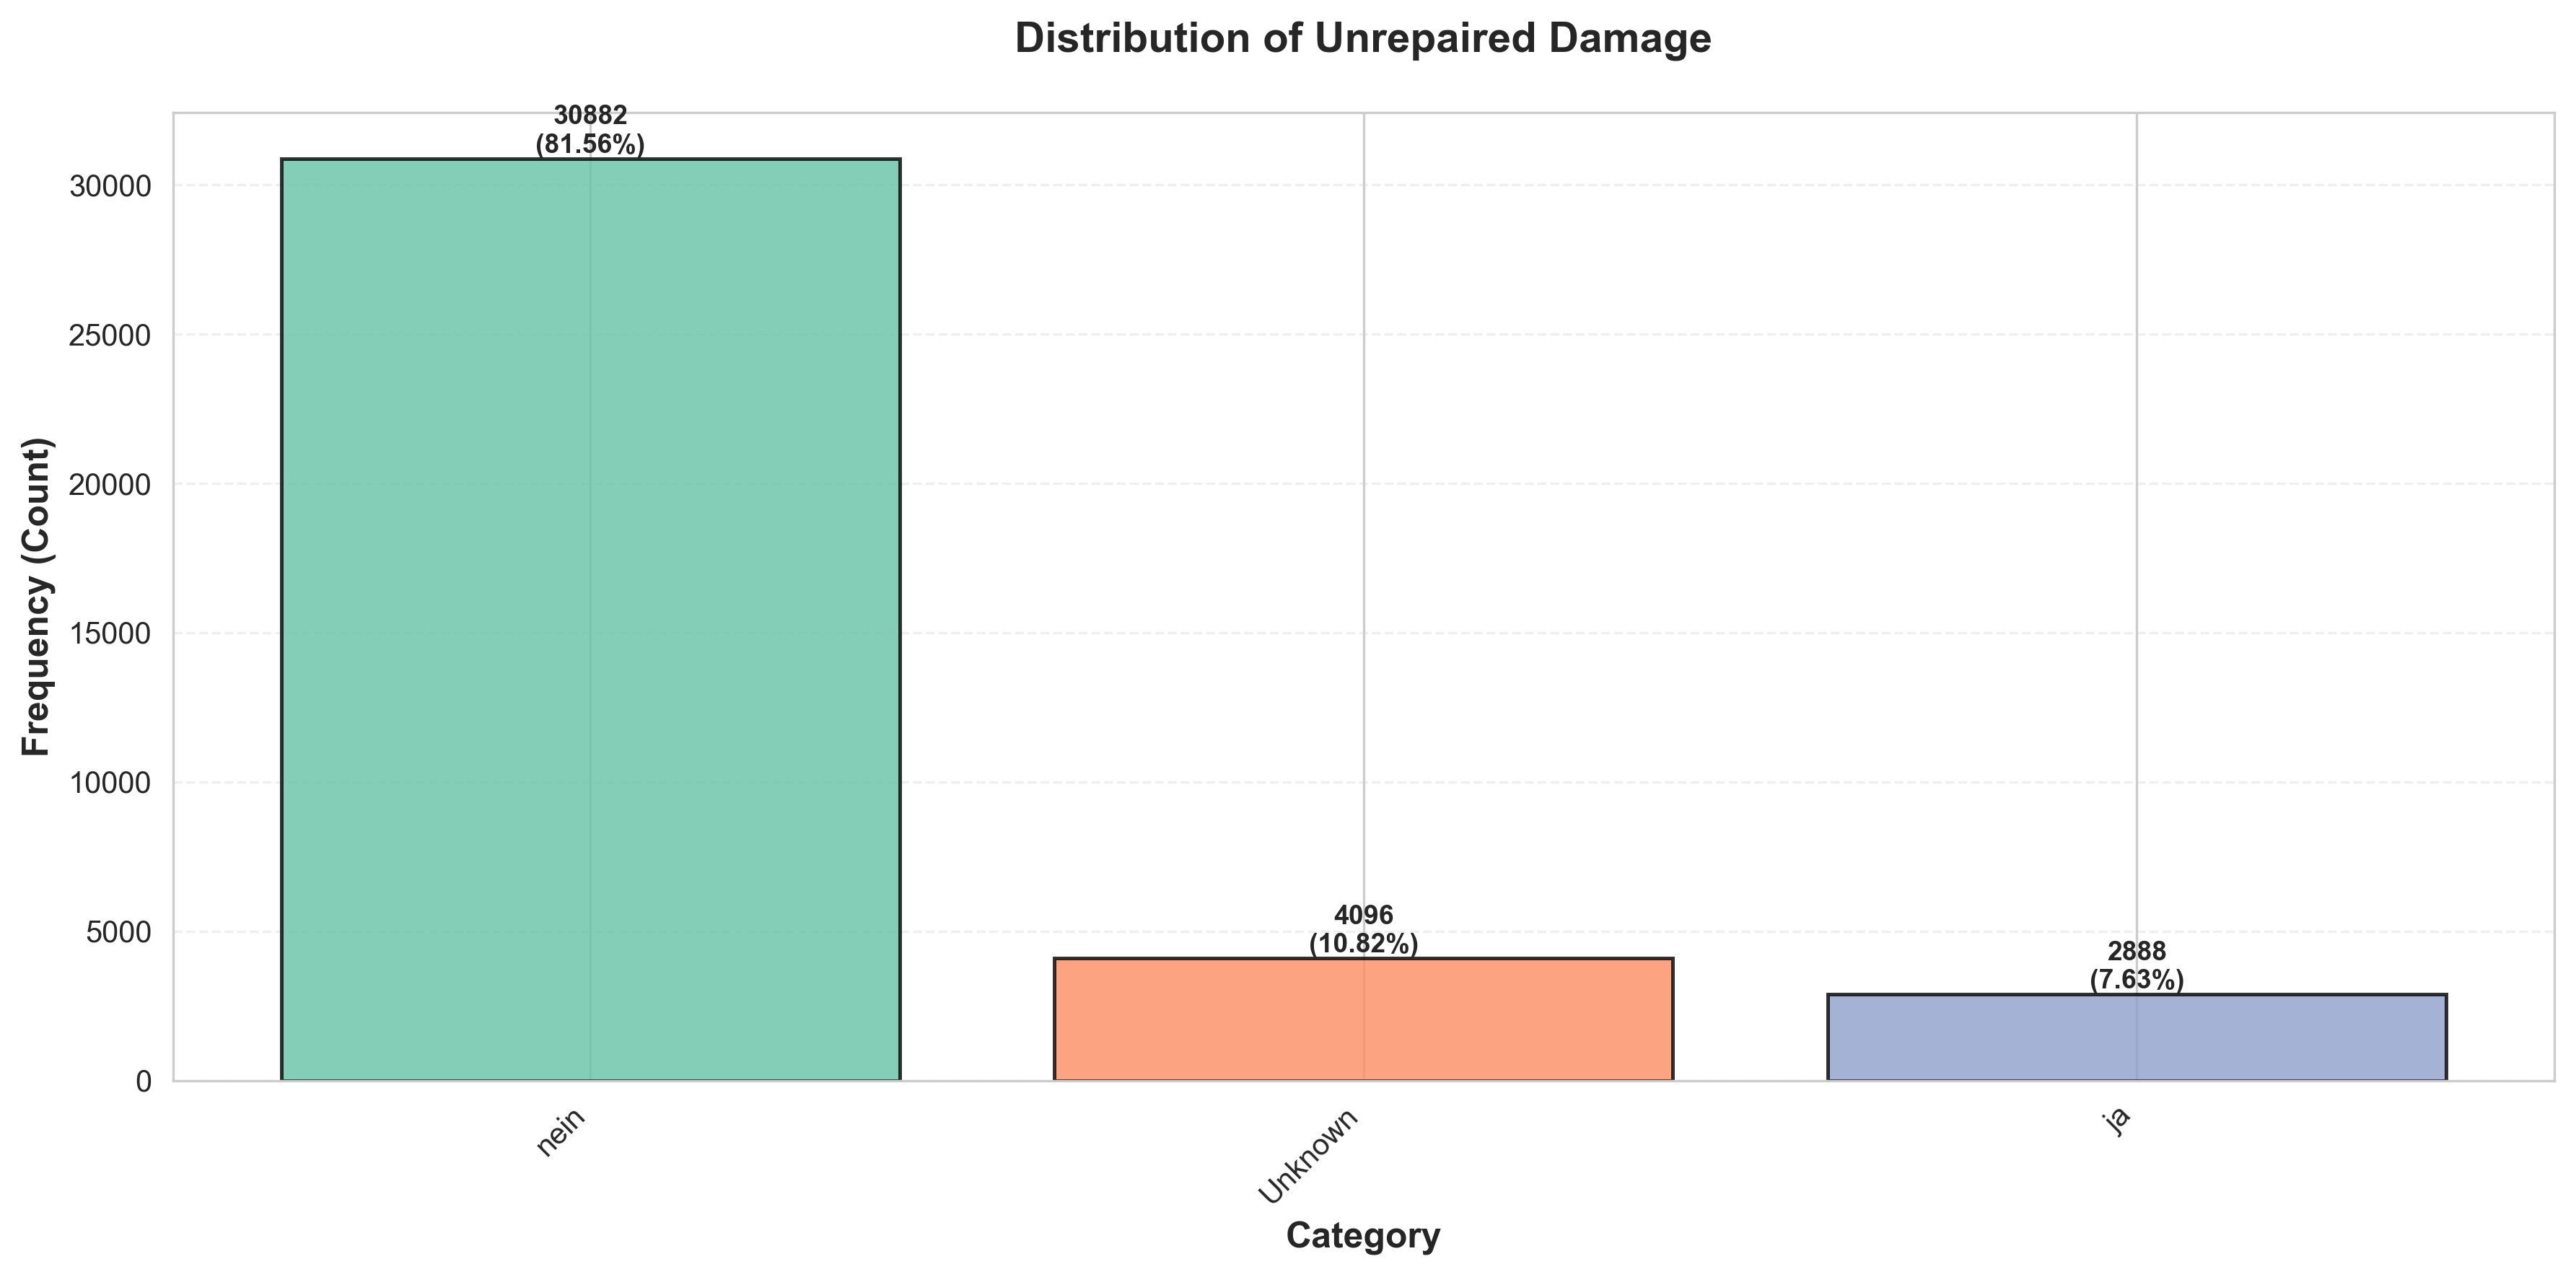 Distribution of Unrepaired Damage
30882
(81.56%)
30000
25000
20000
15000
10000
5000
0
4096
(10.82%)
2888
(7.63%)
Frequency (Count)
nein
Unknown
ja
Category